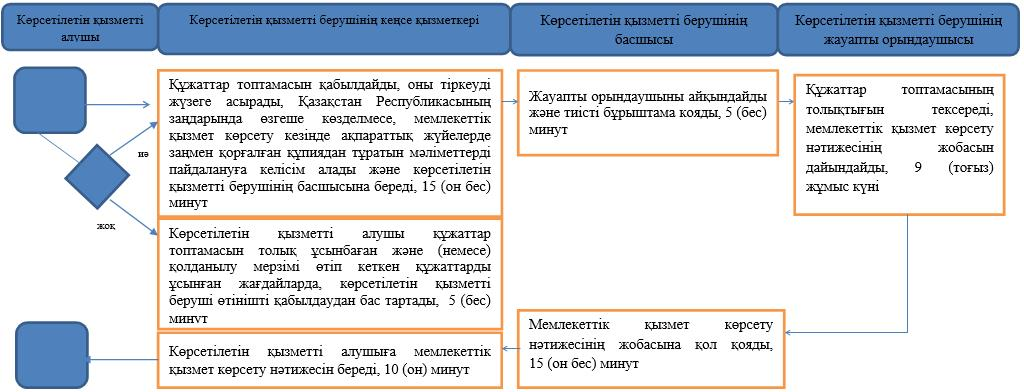 Көрсетілетін қызметті
алушы
Көрсетілетін қызметті берушінің кеңсе қызметкері
Көрсетілетін қызметті берушінің
басшысы
Көрсетілетін қызметті берушінің
жауапты орындаушысы
Құжаттар топтамасын қабылдайды, оны тіркеуді
жүзеге асырады, Қазақстан Республикасының
заңдарында өзгеше көзделмесе, мемлекеттік
қызмет көрсету кезінде ақпараттық жүйелерде
заңмен қорғалған құпиядан тұратын мәліметтерді
пайдалануға келісім алады және көрсетілетін
қызметті берушінің басшысына береді, 15 (он бес)
минут
Жауапты орындаушыны айқындайды
және тиісті бұрыштама қояды, 5 (бес)
минут
Құжаттар топтамасының
толықтығын тексереді,
мемлекеттік қызмет көрсету
нәтижесінің жобасын
дайындайды, 9 (тоғыз)
жұмыс күні
иә
жоқ
Көрсетілетін қызметті алушы құжаттар
топтамасын толық ұсынбаған және (немесе)
қолданылу мерзімі өтіп кеткен құжаттарды
ұсынған жағдайларда, көрсетілетін қызметті
беруші өтінішті қабылдаудан бас тартады, 5 (бес)
минут
Мемлекеттік қызмет көрсету
нәтижесінің жобасына қол қояды,
15 (он бес) минут
Көрсетілетін қызметті алушыға мемлекеттік
қызмет көрсету нәтижесін береді, 10 (он) минут